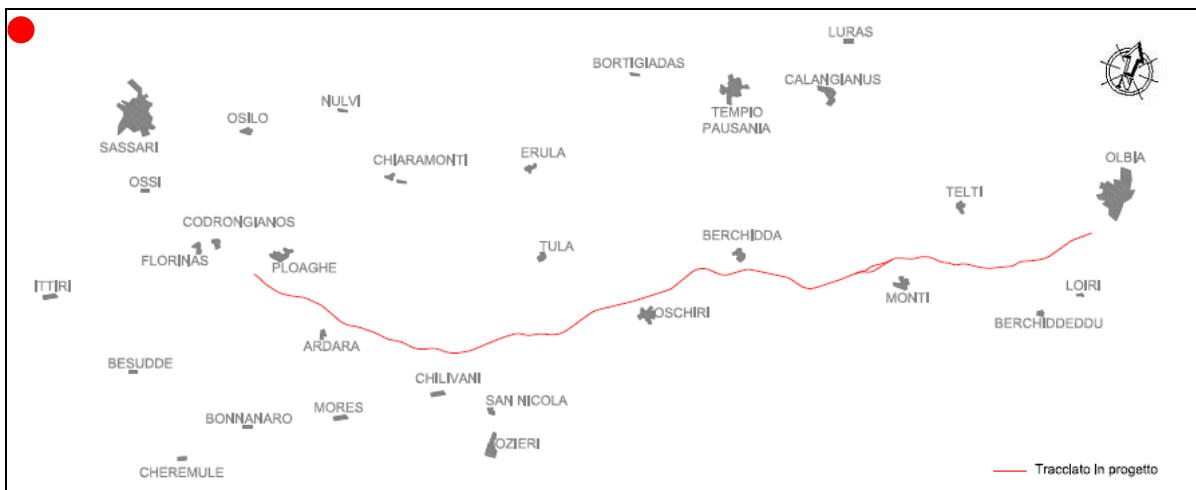 LURAS
BORTIGIADAS
CALANGIANUS
NULVI
TEMPIO
PAUSANIA
OSILO
SASSARI
ERULA
CHIARAMONTI
OLBIA
OSSI
TELTI
CODRONGIANOS
BERCHIDDA
TULA
FLORINAS
PLOAGHE
ITTIRI
LOIRI
MONTI
OSCHIRI
BERCHIDDEDDU
ARDARA
BESUDDE
CHILIVANI
SAN NICOLA
MORES
BONNANARO
OZIERI
CHEREMULE
Tracciato In progetto